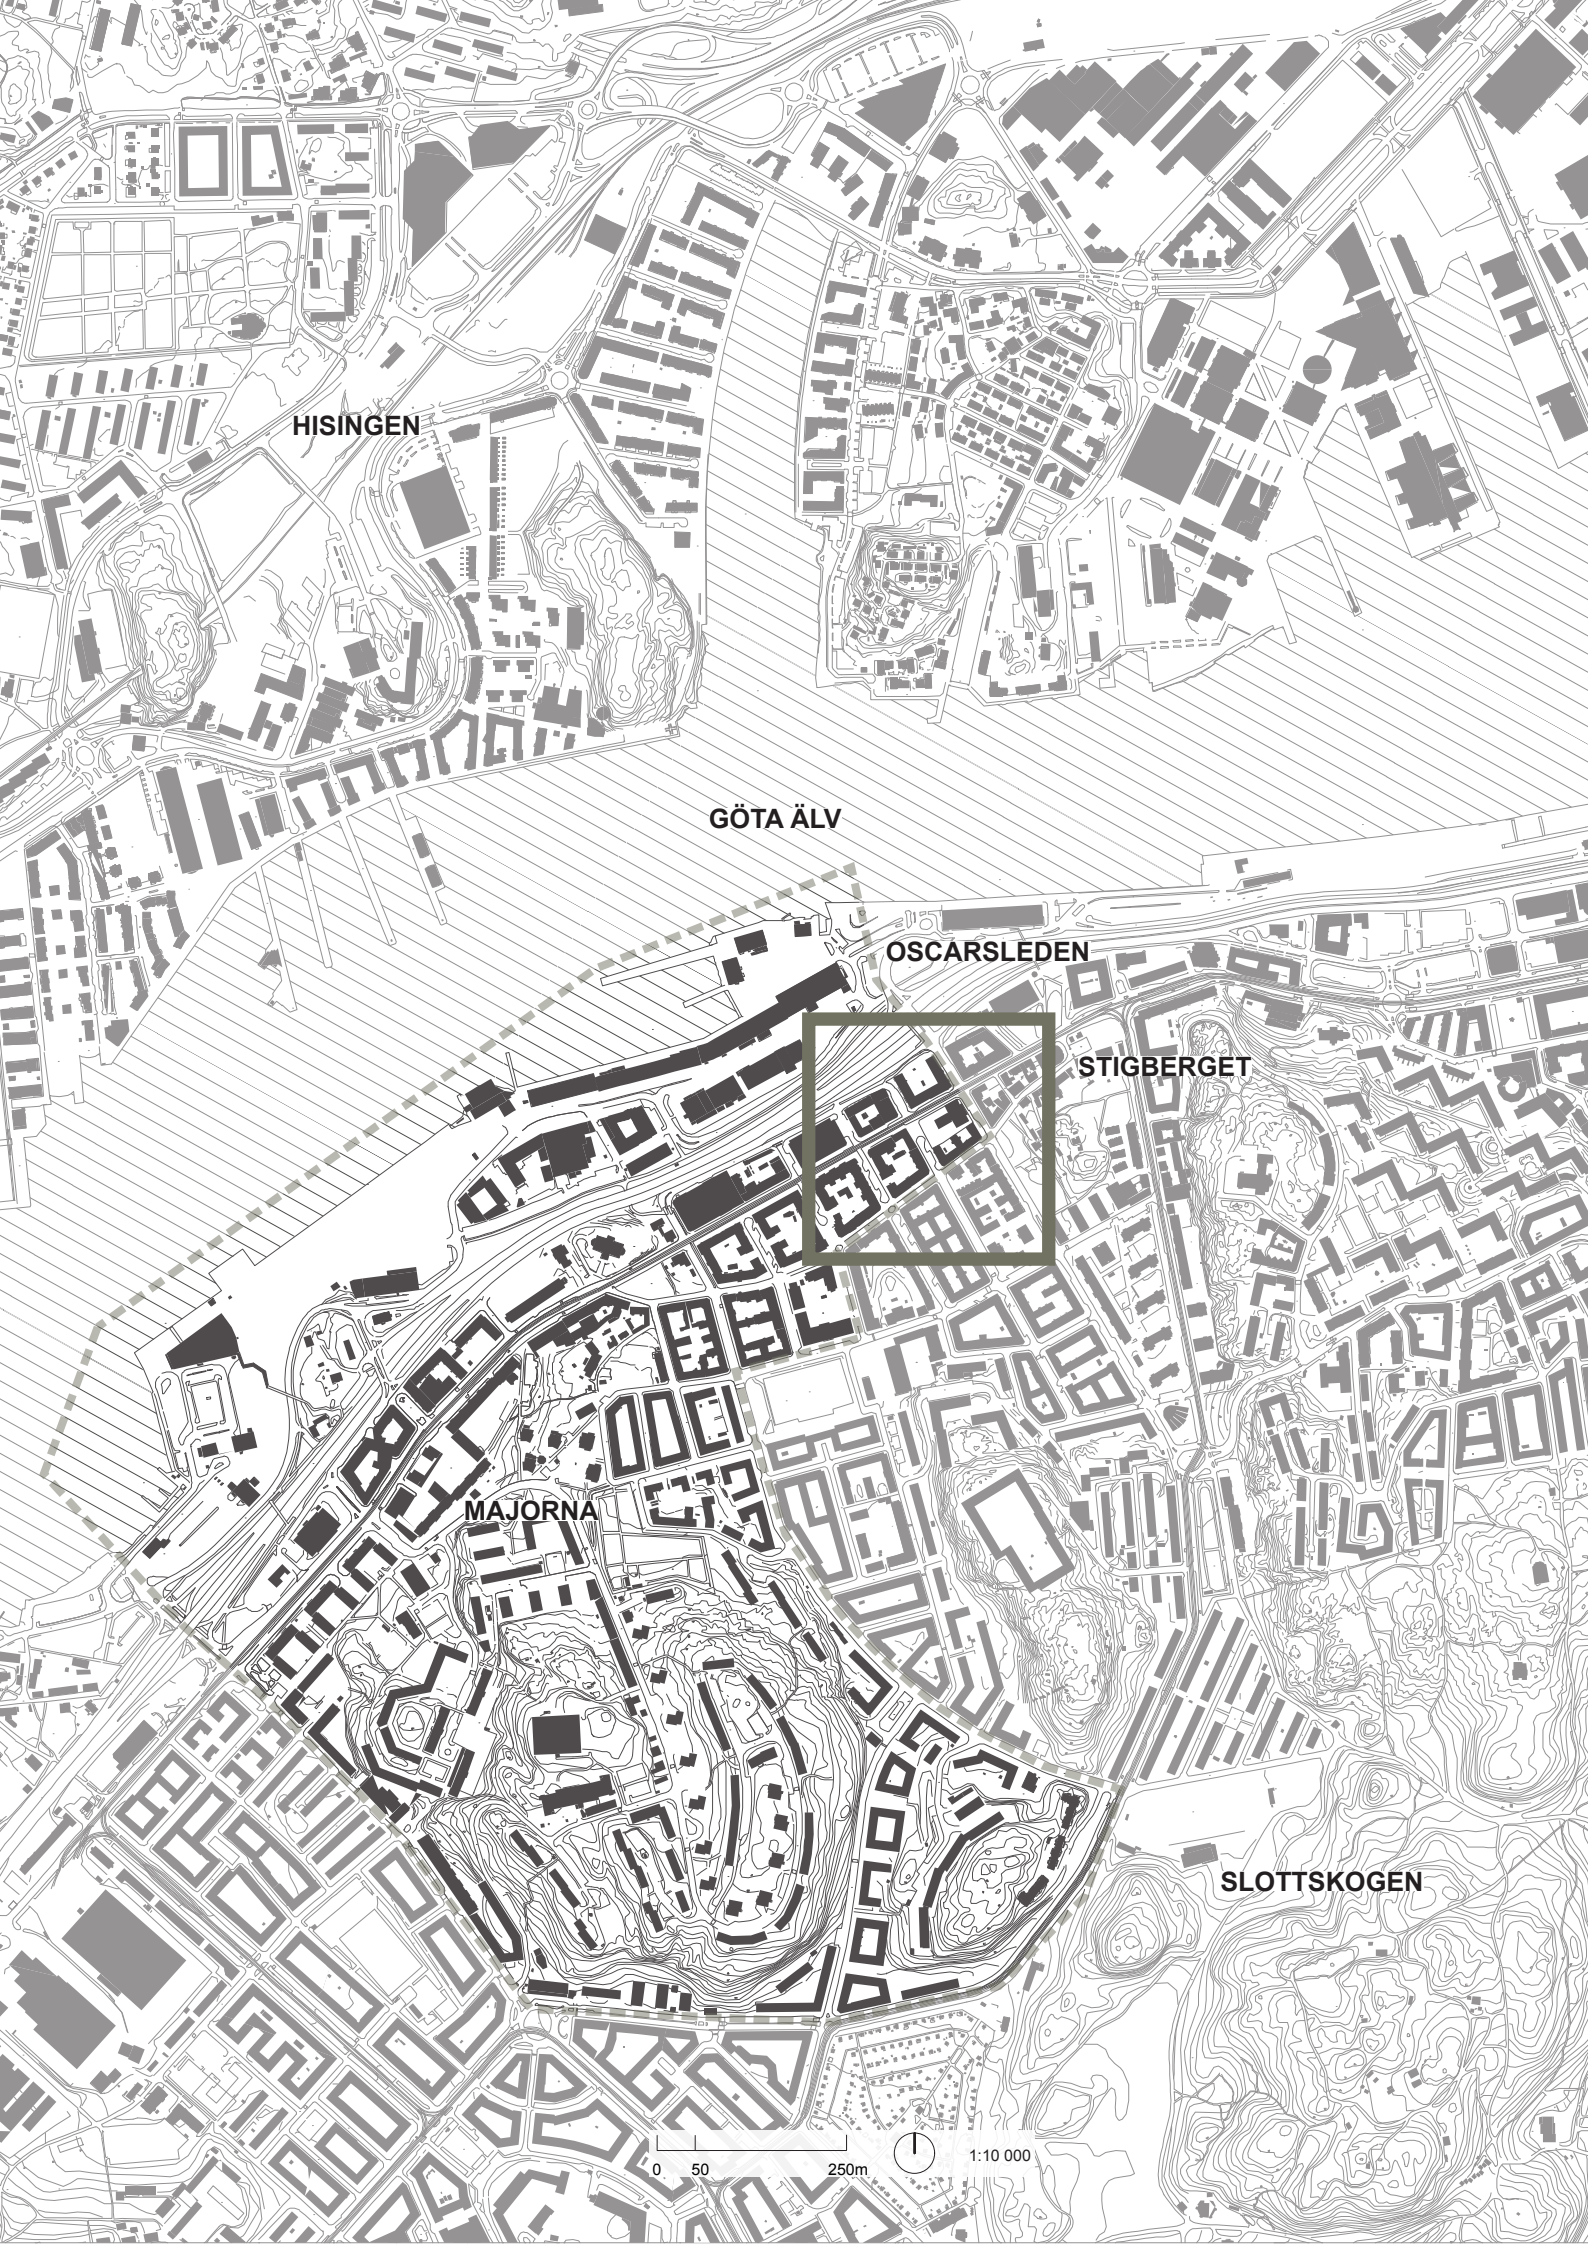 HISINGEN
GÖTA ÄLV
OSCARSLEDEN
STIGBERGET
MAJORNA
SLOTTSKOGEN
0 50 250m 1:10 000